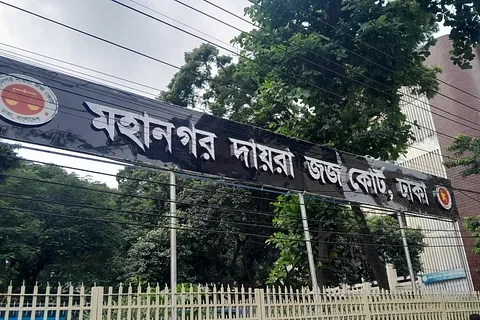 মহানগর দায়রা জজ কোর্ট, ঢাকা